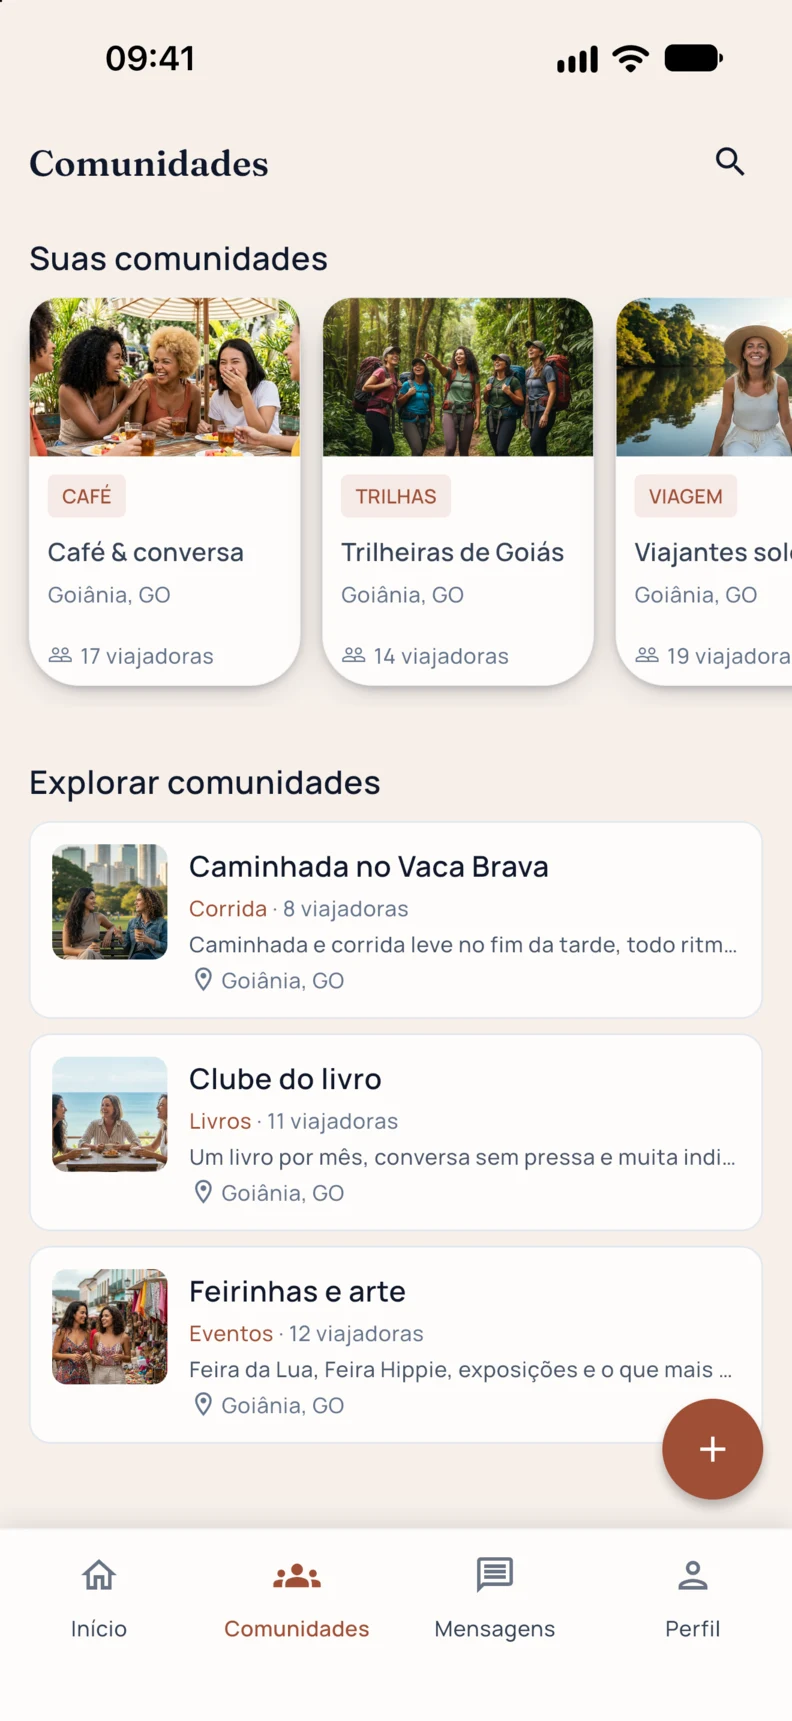 09:41
Comunidades
Suas comunidades
CAFÉ
Café & conversa
Goiânia, GO
17 viajadoras
TRILHAS
Trilheiras de Goiás
Goiânia, GO
14 viajadoras
VIAGEM
Viajantes
Goiânia, GO
19
Explorar comunidades
Caminhada no Vaca Brava
Corrida · 8 viajadoras
Caminhada e corrida leve no fim da tarde, todo ritm...
Goiânia, GO
Clube do livro
Livros · 11 viajadoras
Um livro por mês, conversa sem pressa e muita indi...
Goiânia, GO
Feirinhas e arte
Eventos · 12 viajadoras
Feira da Lua, Feira Hippie, exposições e o que mais ...
Goiânia, GO
+
Início
Comunidades
Mensagens
Perfil